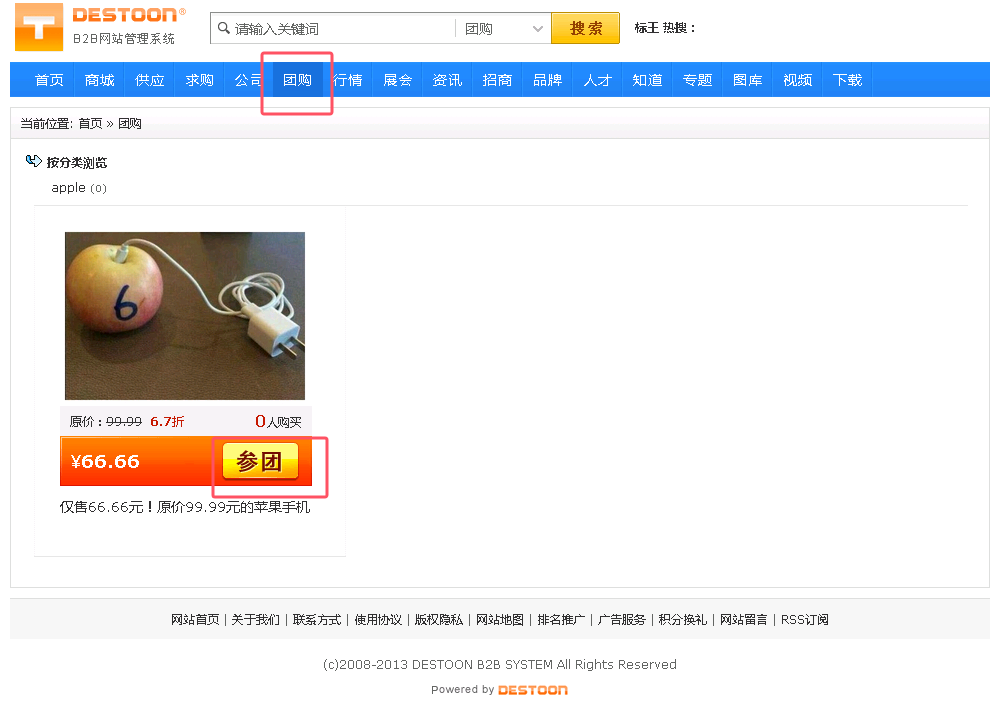 DESTOON®
B2B网站管理系统
请输入关键词 团购 搜索 标王 热搜：
首页 商城 供应 求购 公司 团购 行情 展会 资讯 招商 品牌 人才 知道 专题 图库 视频 下载
当前位置: 首页 » 团购
按分类浏览
apple (0)
6
原价：99.99 6.7折 0人购买
¥66.66 参团
仅售66.66元！原价99.99元的苹果手机
网站首页 | 关于我们 | 联系方式 | 使用协议 | 版权隐私 | 网站地图 | 排名推广 | 广告服务 | 积分换礼 | 网站留言 | RSS订阅
(c)2008-2013 DESTOON B2B SYSTEM All Rights Reserved
Powered by DESTOON